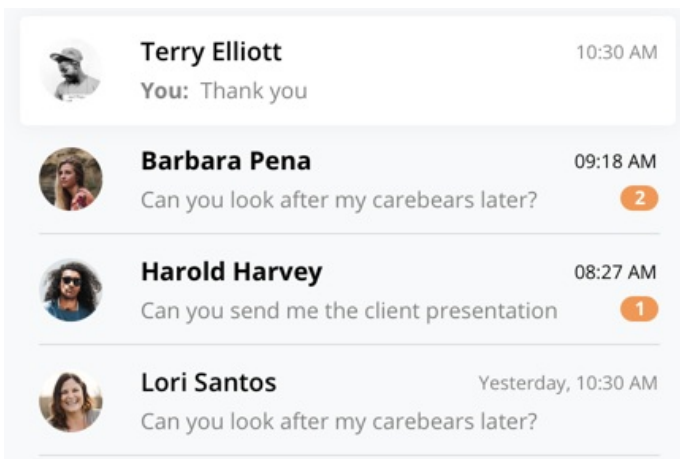 Terry Elliott 10:30 AM
You: Thank you
Barbara Pena 09:18 AM
Can you look after my carebears later? 2
Harold Harvey 08:27 AM
Can you send me the client presentation 1
Lori Santos Yesterday, 10:30 AM
Can you look after my carebears later?